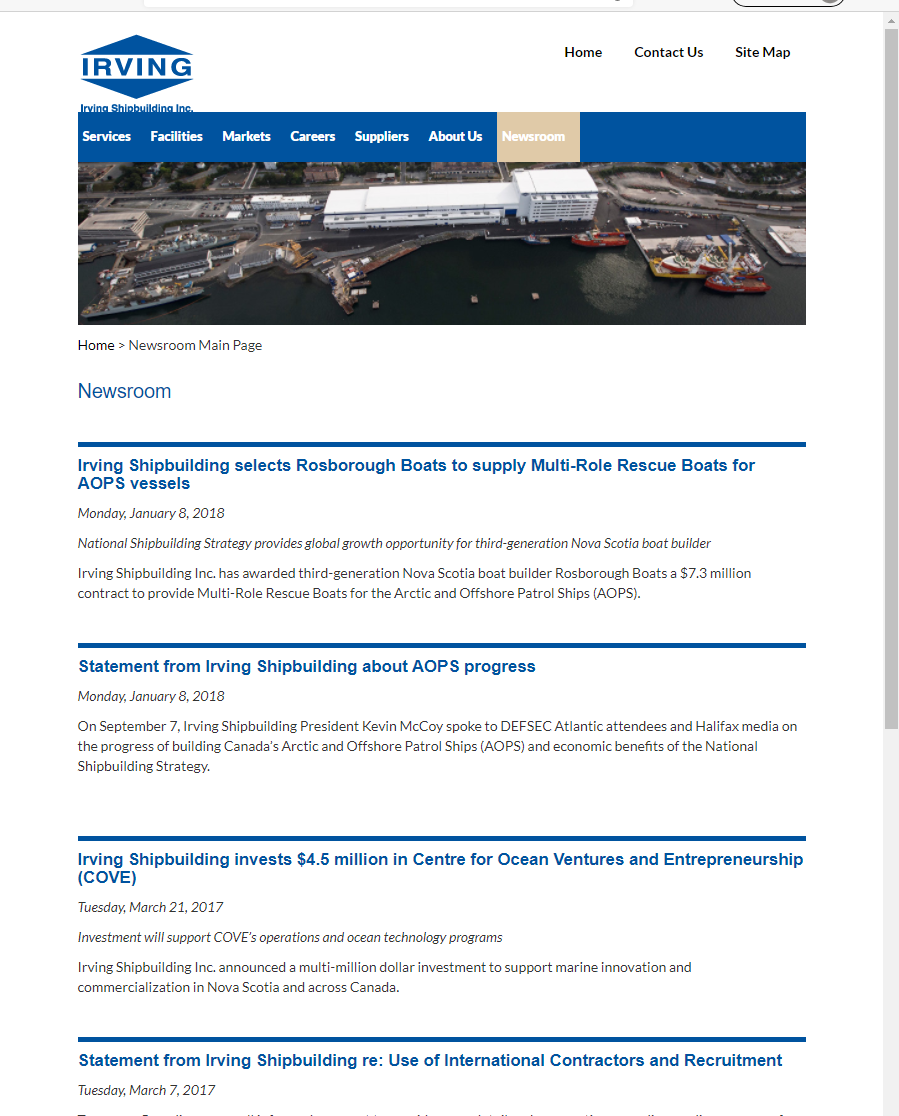 Home Contact Us Site Map
IRVING
Irving Shipbuilding Inc.
Services Facilities Markets Careers Suppliers About Us Newsroom
Home > Newsroom Main Page
Newsroom
Irving Shipbuilding selects Rosborough Boats to supply Multi-Role Rescue Boats for
AOPS vessels
Monday, January 8, 2018
National Shipbuilding Strategy provides global growth opportunity for third-generation Nova Scotia boat builder
Irving Shipbuilding Inc. has awarded third-generation Nova Scotia boat builder Rosborough Boats a $7.3 million
contract to provide Multi-Role Rescue Boats for the Arctic and Offshore Patrol Ships (AOPS).
Statement from Irving Shipbuilding about AOPS progress
Monday, January 8, 2018
On September 7, Irving Shipbuilding President Kevin McCoy spoke to DEFSEC Atlantic attendees and Halifax media on
the progress of building Canada's Arctic and Offshore Patrol Ships (AOPS) and economic benefits of the National
Shipbuilding Strategy.
Irving Shipbuilding invests $4.5 million in Centre for Ocean Ventures and Entrepreneurship
(COVE)
Tuesday, March 21, 2017
Investment will support COVE's operations and ocean technology programs
Irving Shipbuilding Inc. announced a multi-million dollar investment to support marine innovation and
commercialization in Nova Scotia and across Canada.
Statement from Irving Shipbuilding re: Use of International Contractors and Recruitment
Tuesday, March 7, 2017